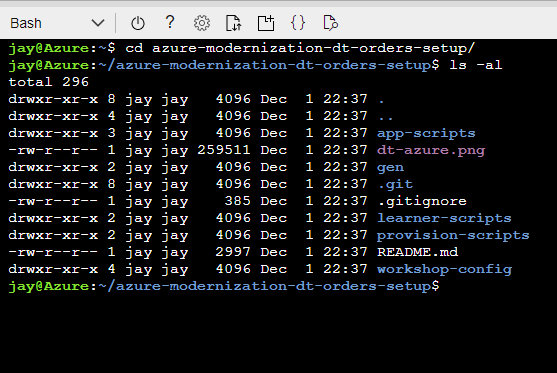 Bash
jay@Azure:~$ cd azure-modernization-dt-orders-setup/
jay@Azure:~/azure-modernization-dt-orders-setup$ ls -al
total 296
drwxr-xr-x 8 jay jay   4096 Dec  1 22:37 .
drwxr-xr-x 4 jay jay   4096 Dec  1 22:37 ..
drwxr-xr-x 3 jay jay   4096 Dec  1 22:37 app-scripts
-rw-r--r-- 1 jay jay 259511 Dec  1 22:37 dt-azure.png
drwxr-xr-x 2 jay jay   4096 Dec  1 22:37 gen
drwxr-xr-x 8 jay jay   4096 Dec  1 22:37 .git
-rw-r--r-- 1 jay jay    385 Dec  1 22:37 .gitignore
drwxr-xr-x 2 jay jay   4096 Dec  1 22:37 learner-scripts
drwxr-xr-x 2 jay jay   4096 Dec  1 22:37 provision-scripts
-rw-r--r-- 1 jay jay   2997 Dec  1 22:37 README.md
drwxr-xr-x 4 jay jay   4096 Dec  1 22:37 workshop-config
jay@Azure:~/azure-modernization-dt-orders-setup$